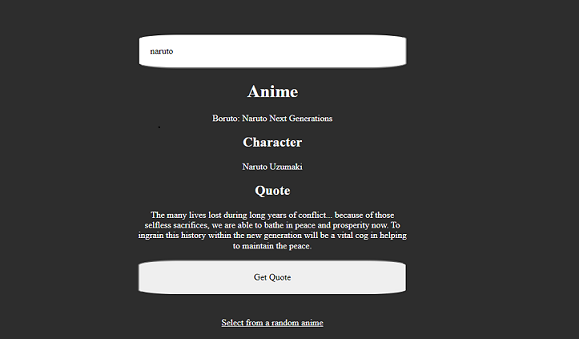 naruto
Anime
Boruto: Naruto Next Generations
Character
Naruto Uzumaki
Quote
The many lives lost during long years of conflict... because of those
selfless sacrifices, we are able to bathe in peace and prosperity now. To
ingrain this history within the new generation will be a vital cog in helping
to maintain the peace.
Get Quote
Select from a random anime